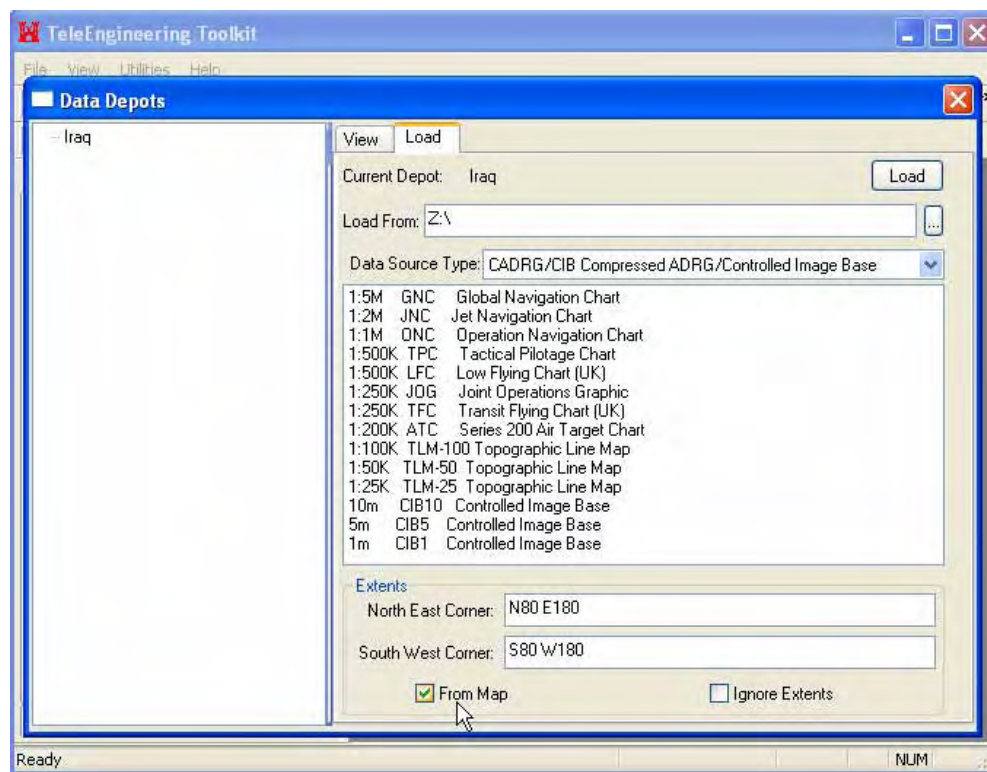 TeleEngineering Toolkit
File View Utilities Help
Data Depots
Iraq
View Load
Current Depot: Iraq Load
Load From: Z:\ ...
Data Source Type: CADRG/CIB Compressed ADRG/Controlled Image Base
1:5M GNC Global Navigation Chart
1:2M JNC Jet Navigation Chart
1:1M ONC Operation Navigation Chart
1:500K TPC Tactical Pilotage Chart
1:500K LFC Low Flying Chart (UK)
1:250K JOG Joint Operations Graphic
1:250K TFC Transit Flying Chart (UK)
1:200K ATC Series 200 Air Target Chart
1:100K TLM-100 Topographic Line Map
1:50K TLM-50 Topographic Line Map
1:25K TLM-25 Topographic Line Map
10m CIB10 Controlled Image Base
5m CIB5 Controlled Image Base
1m CIB1 Controlled Image Base
Extents
North East Corner: N80 E180
South West Corner: S80 W180
From Map Ignore Extents
Ready NUM